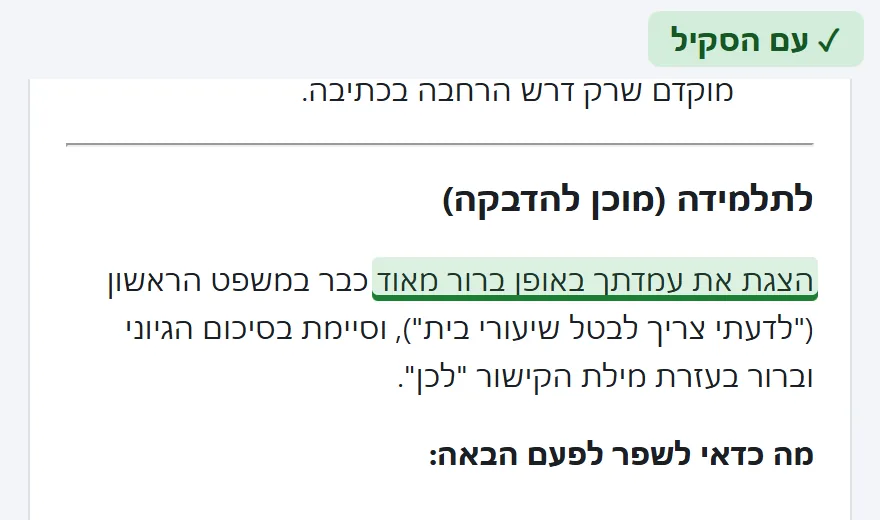 ✓ עם הסקיל
מוקדם שרק דרש הרחבה בכתיבה.
לתלמידה (מוכן להדבקה)
הצגת את עמדתך באופן ברור מאוד כבר במשפט הראשון
("לדעתי צריך לבטל שיעורי בית"), וסיימת בסיכום הגיוני
וברור בעזרת מילת הקישור "לכן".
מה כדאי לשפר לפעם הבאה: